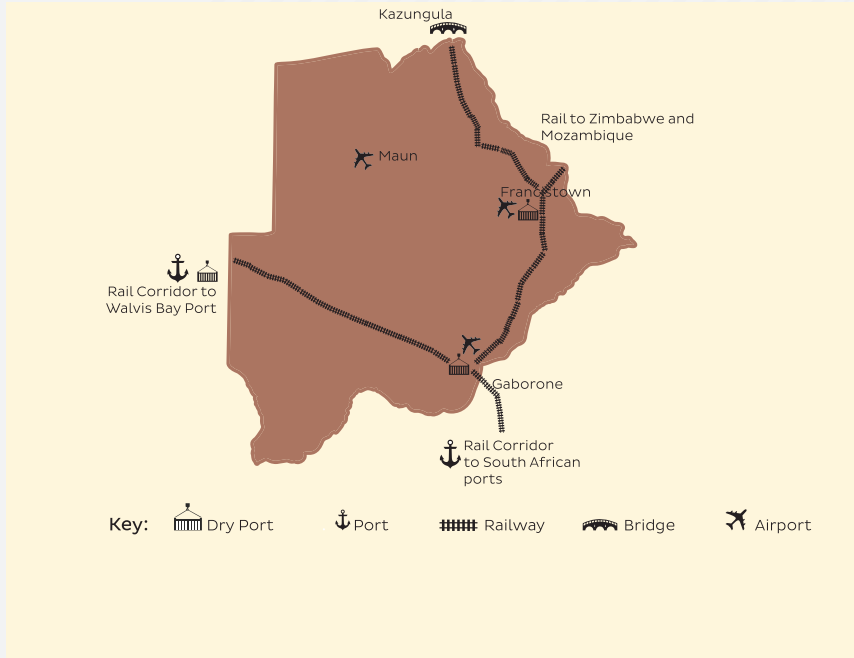 Kazungula
Rail to Zimbabwe and
Mozambique
Maun
Francistown
Rail Corridor to
Walvis Bay Port
Gaborone
Rail Corridor
to South African
ports
Key: Dry Port Port Railway Bridge Airport